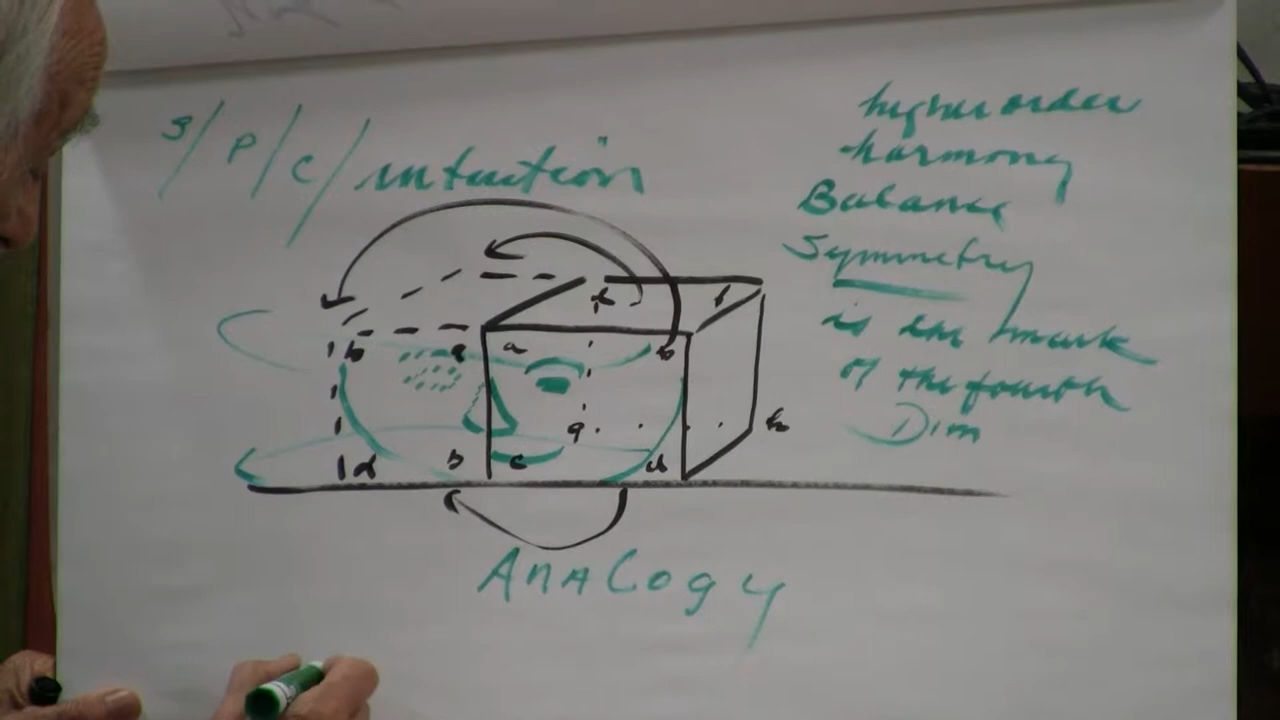 S/P/C/intuition
higher order
harmony
Balance
Symmetry
is the mark
of the fourth
Dim
f
b a a b
g h
d b c d
ANALOGY